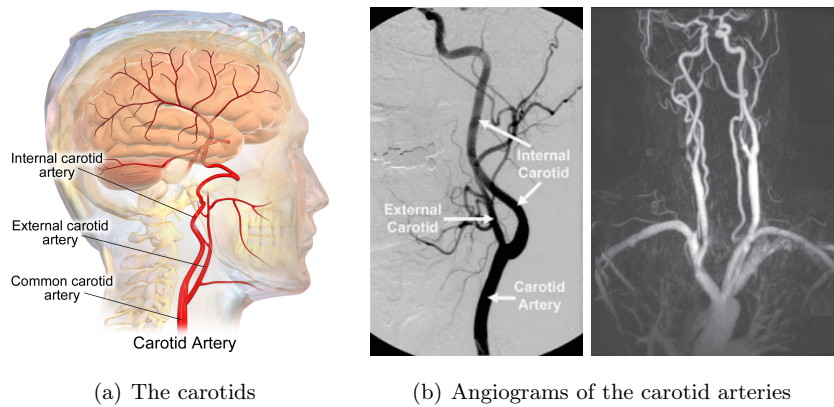 Internal carotid
artery
External carotid
artery
Common carotid
artery
Carotid Artery
Internal
Carotid
External
Carotid
Carotid
Artery
(a) The carotids
(b) Angiograms of the carotid arteries